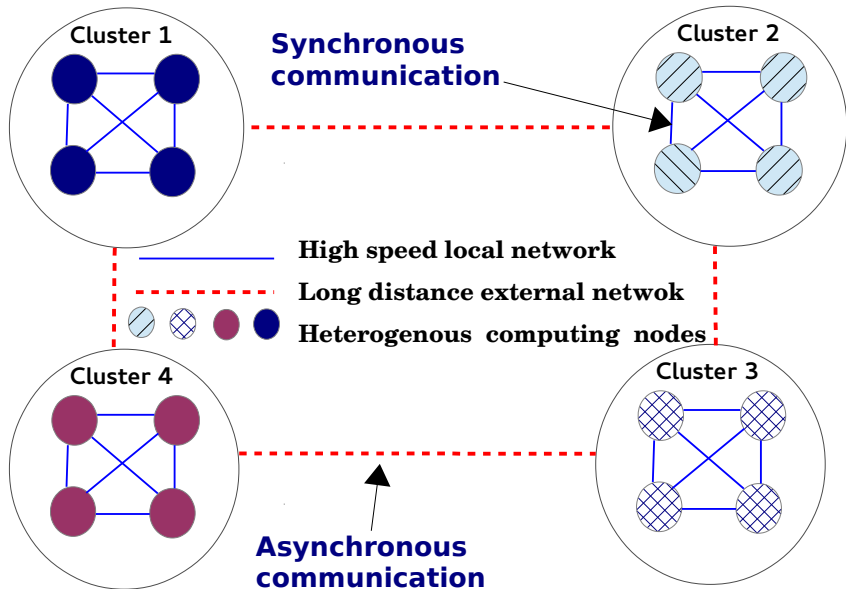 Cluster 1
Synchronous
communication
Cluster 2
High speed local network
Long distance external netwok
Heterogenous computing nodes
Cluster 4
Cluster 3
Asynchronous
communication